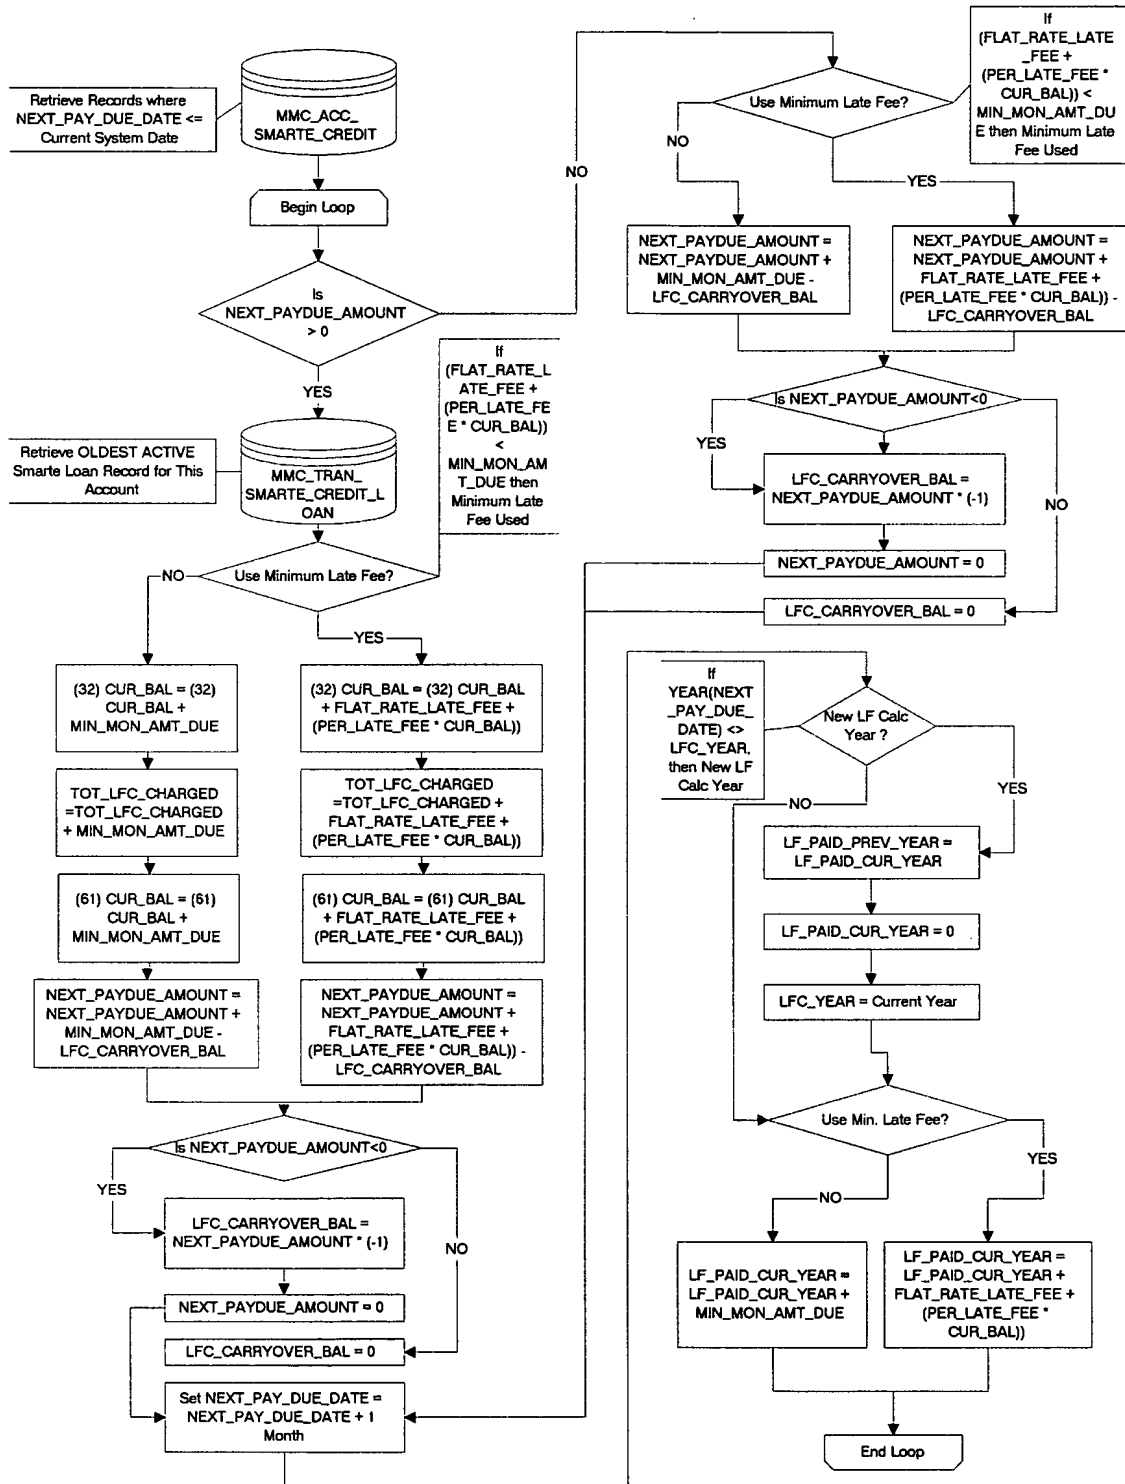 Retrieve Records where
NEXT_PAY_DUE_DATE <=
Current System Date
MMC_ACC_
SMARTE_CREDIT
Begin Loop
Is
NEXT_PAYDUE_AMOUNT
> 0
NO
YES
Retrieve OLDEST ACTIVE
Smarte Loan Record for This
Account
MMC_TRAN_
SMARTE_CREDIT_L
OAN
If
(FLAT_RATE_L
ATE_FEE +
(PER_LATE_FE
E * CUR_BAL))
<
MIN_MON_AM
T_DUE then
Minimum Late
Fee Used
Use Minimum Late Fee?
NO
YES
(32) CUR_BAL = (32)
CUR_BAL +
MIN_MON_AMT_DUE
(32) CUR_BAL = (32) CUR_BAL
+ FLAT_RATE_LATE_FEE +
(PER_LATE_FEE * CUR_BAL))
TOT_LFC_CHARGED
=TOT_LFC_CHARGED
+ MIN_MON_AMT_DUE
TOT_LFC_CHARGED
=TOT_LFC_CHARGED +
FLAT_RATE_LATE_FEE +
(PER_LATE_FEE * CUR_BAL))
(61) CUR_BAL = (61)
CUR_BAL +
MIN_MON_AMT_DUE
(61) CUR_BAL = (61) CUR_BAL
+ FLAT_RATE_LATE_FEE +
(PER_LATE_FEE * CUR_BAL))
NEXT_PAYDUE_AMOUNT =
NEXT_PAYDUE_AMOUNT +
MIN_MON_AMT_DUE -
LFC_CARRYOVER_BAL
NEXT_PAYDUE_AMOUNT =
NEXT_PAYDUE_AMOUNT +
FLAT_RATE_LATE_FEE +
(PER_LATE_FEE * CUR_BAL)) -
LFC_CARRYOVER_BAL
Is NEXT_PAYDUE_AMOUNT<0
YES
NO
LFC_CARRYOVER_BAL =
NEXT_PAYDUE_AMOUNT * (-1)
NEXT_PAYDUE_AMOUNT = 0
LFC_CARRYOVER_BAL = 0
Set NEXT_PAY_DUE_DATE =
NEXT_PAY_DUE_DATE + 1
Month
Use Minimum Late Fee?
If
(FLAT_RATE_LATE
_FEE +
(PER_LATE_FEE *
CUR_BAL)) <
MIN_MON_AMT_DU
E then Minimum Late
Fee Used
NO
YES
NEXT_PAYDUE_AMOUNT =
NEXT_PAYDUE_AMOUNT +
MIN_MON_AMT_DUE -
LFC_CARRYOVER_BAL
NEXT_PAYDUE_AMOUNT =
NEXT_PAYDUE_AMOUNT +
FLAT_RATE_LATE_FEE +
(PER_LATE_FEE * CUR_BAL)) -
LFC_CARRYOVER_BAL
Is NEXT_PAYDUE_AMOUNT<0
YES
NO
LFC_CARRYOVER_BAL =
NEXT_PAYDUE_AMOUNT * (-1)
NEXT_PAYDUE_AMOUNT = 0
LFC_CARRYOVER_BAL = 0
If
YEAR(NEXT
_PAY_DUE_
DATE) <>
LFC_YEAR,
then New LF
Calc Year
New LF Calc
Year ?
NO
YES
LF_PAID_PREV_YEAR =
LF_PAID_CUR_YEAR
LF_PAID_CUR_YEAR = 0
LFC_YEAR = Current Year
Use Min. Late Fee?
NO
YES
LF_PAID_CUR_YEAR =
LF_PAID_CUR_YEAR +
MIN_MON_AMT_DUE
LF_PAID_CUR_YEAR =
LF_PAID_CUR_YEAR +
FLAT_RATE_LATE_FEE +
(PER_LATE_FEE *
CUR_BAL))
End Loop